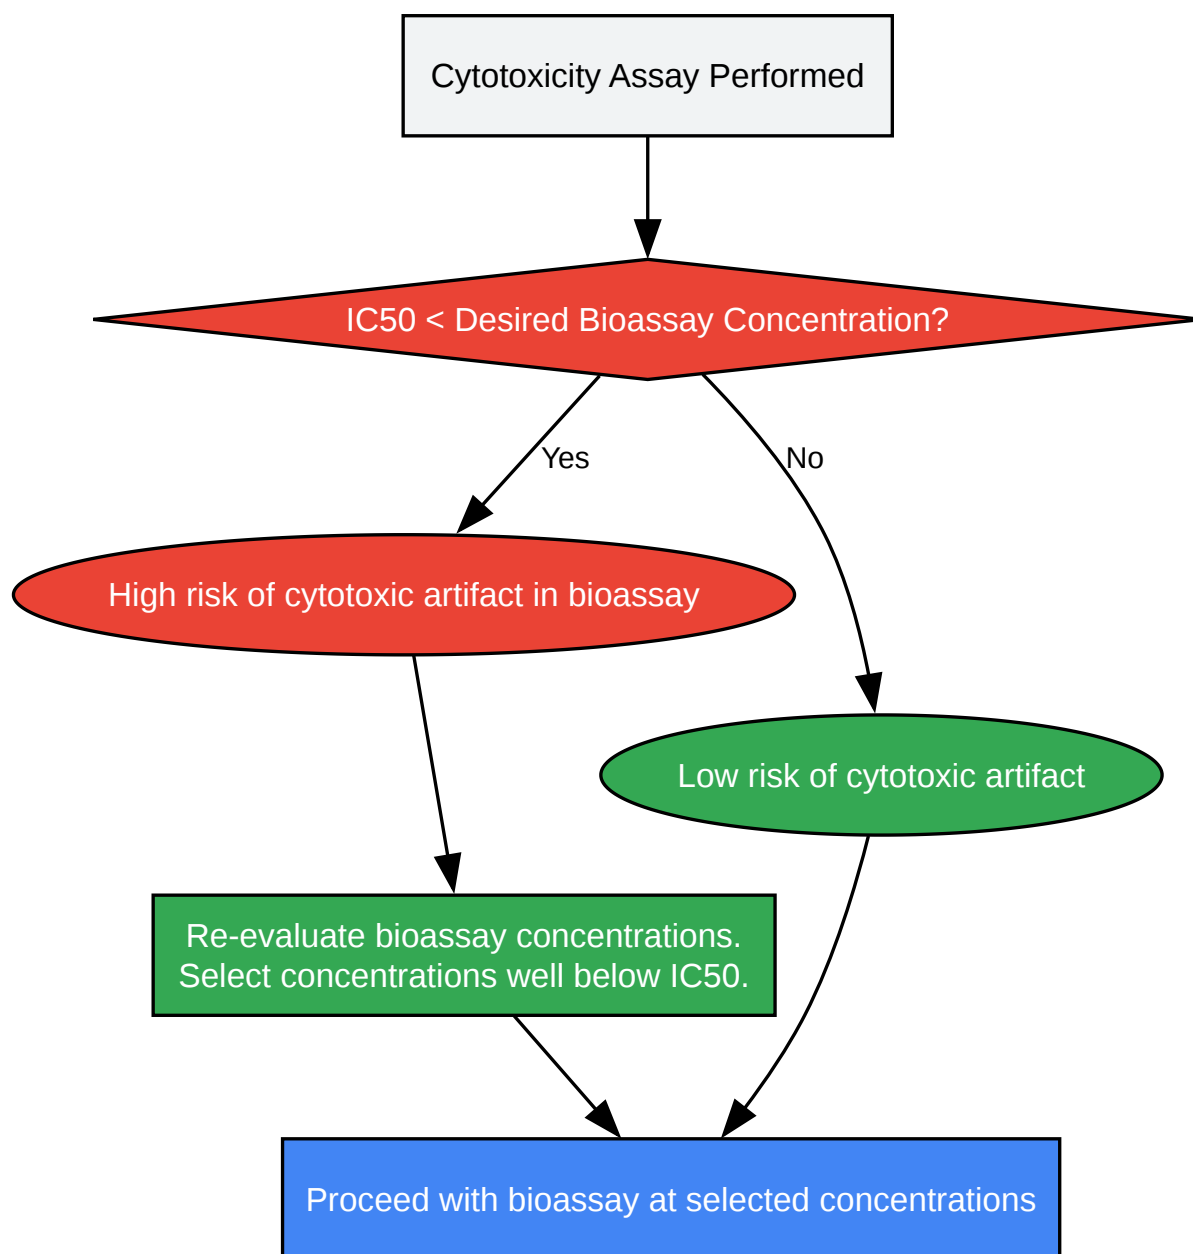 Cytotoxicity Assay Performed
IC50 < Desired Bioassay Concentration?
Yes
No
High risk of cytotoxic artifact in bioassay
Low risk of cytotoxic artifact
Re-evaluate bioassay concentrations.
Select concentrations well below IC50.
Proceed with bioassay at selected concentrations